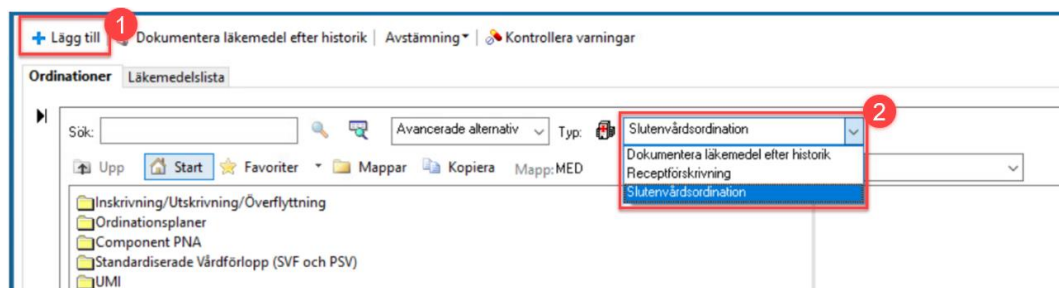 1
Lägg till Dokumentera läkemedel efter historik Avstämning Kontrollera varningar
Ordinationer Läkemedelslista
2
Sök: Avancerade alternativ Typ: Slutenvårdsordination
Dokumentera läkemedel efter historik
Receptförskrivning
Slutenvårdsordination
Upp Start Favoriter Mappar Kopiera Mapp: MED
Inskrivning/Utskrivning/Överflyttning
Ordinationsplaner
Component PNA
Standardiserade Vårdförlopp (SVF och PSV)
UMI